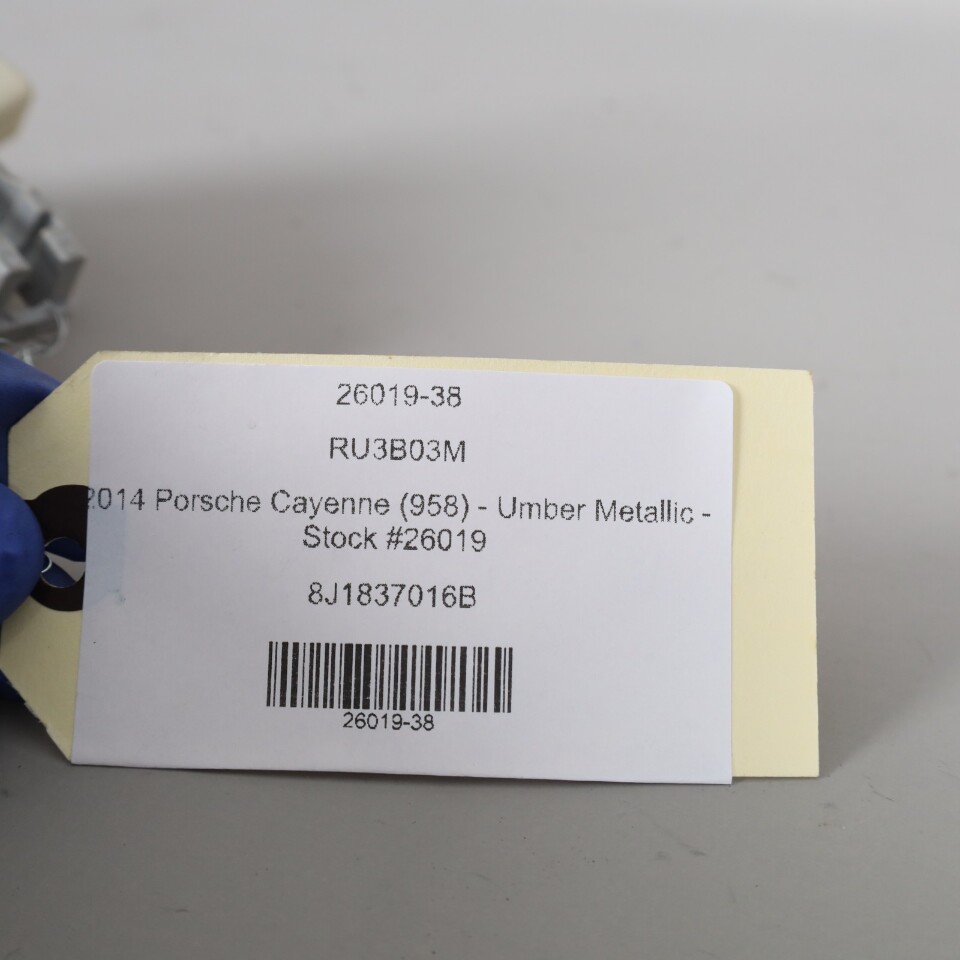 26019-38
RU3B03M
2014 Porsche Cayenne (958) - Umber Metallic -
Stock #26019
8J1837016B
26019-38